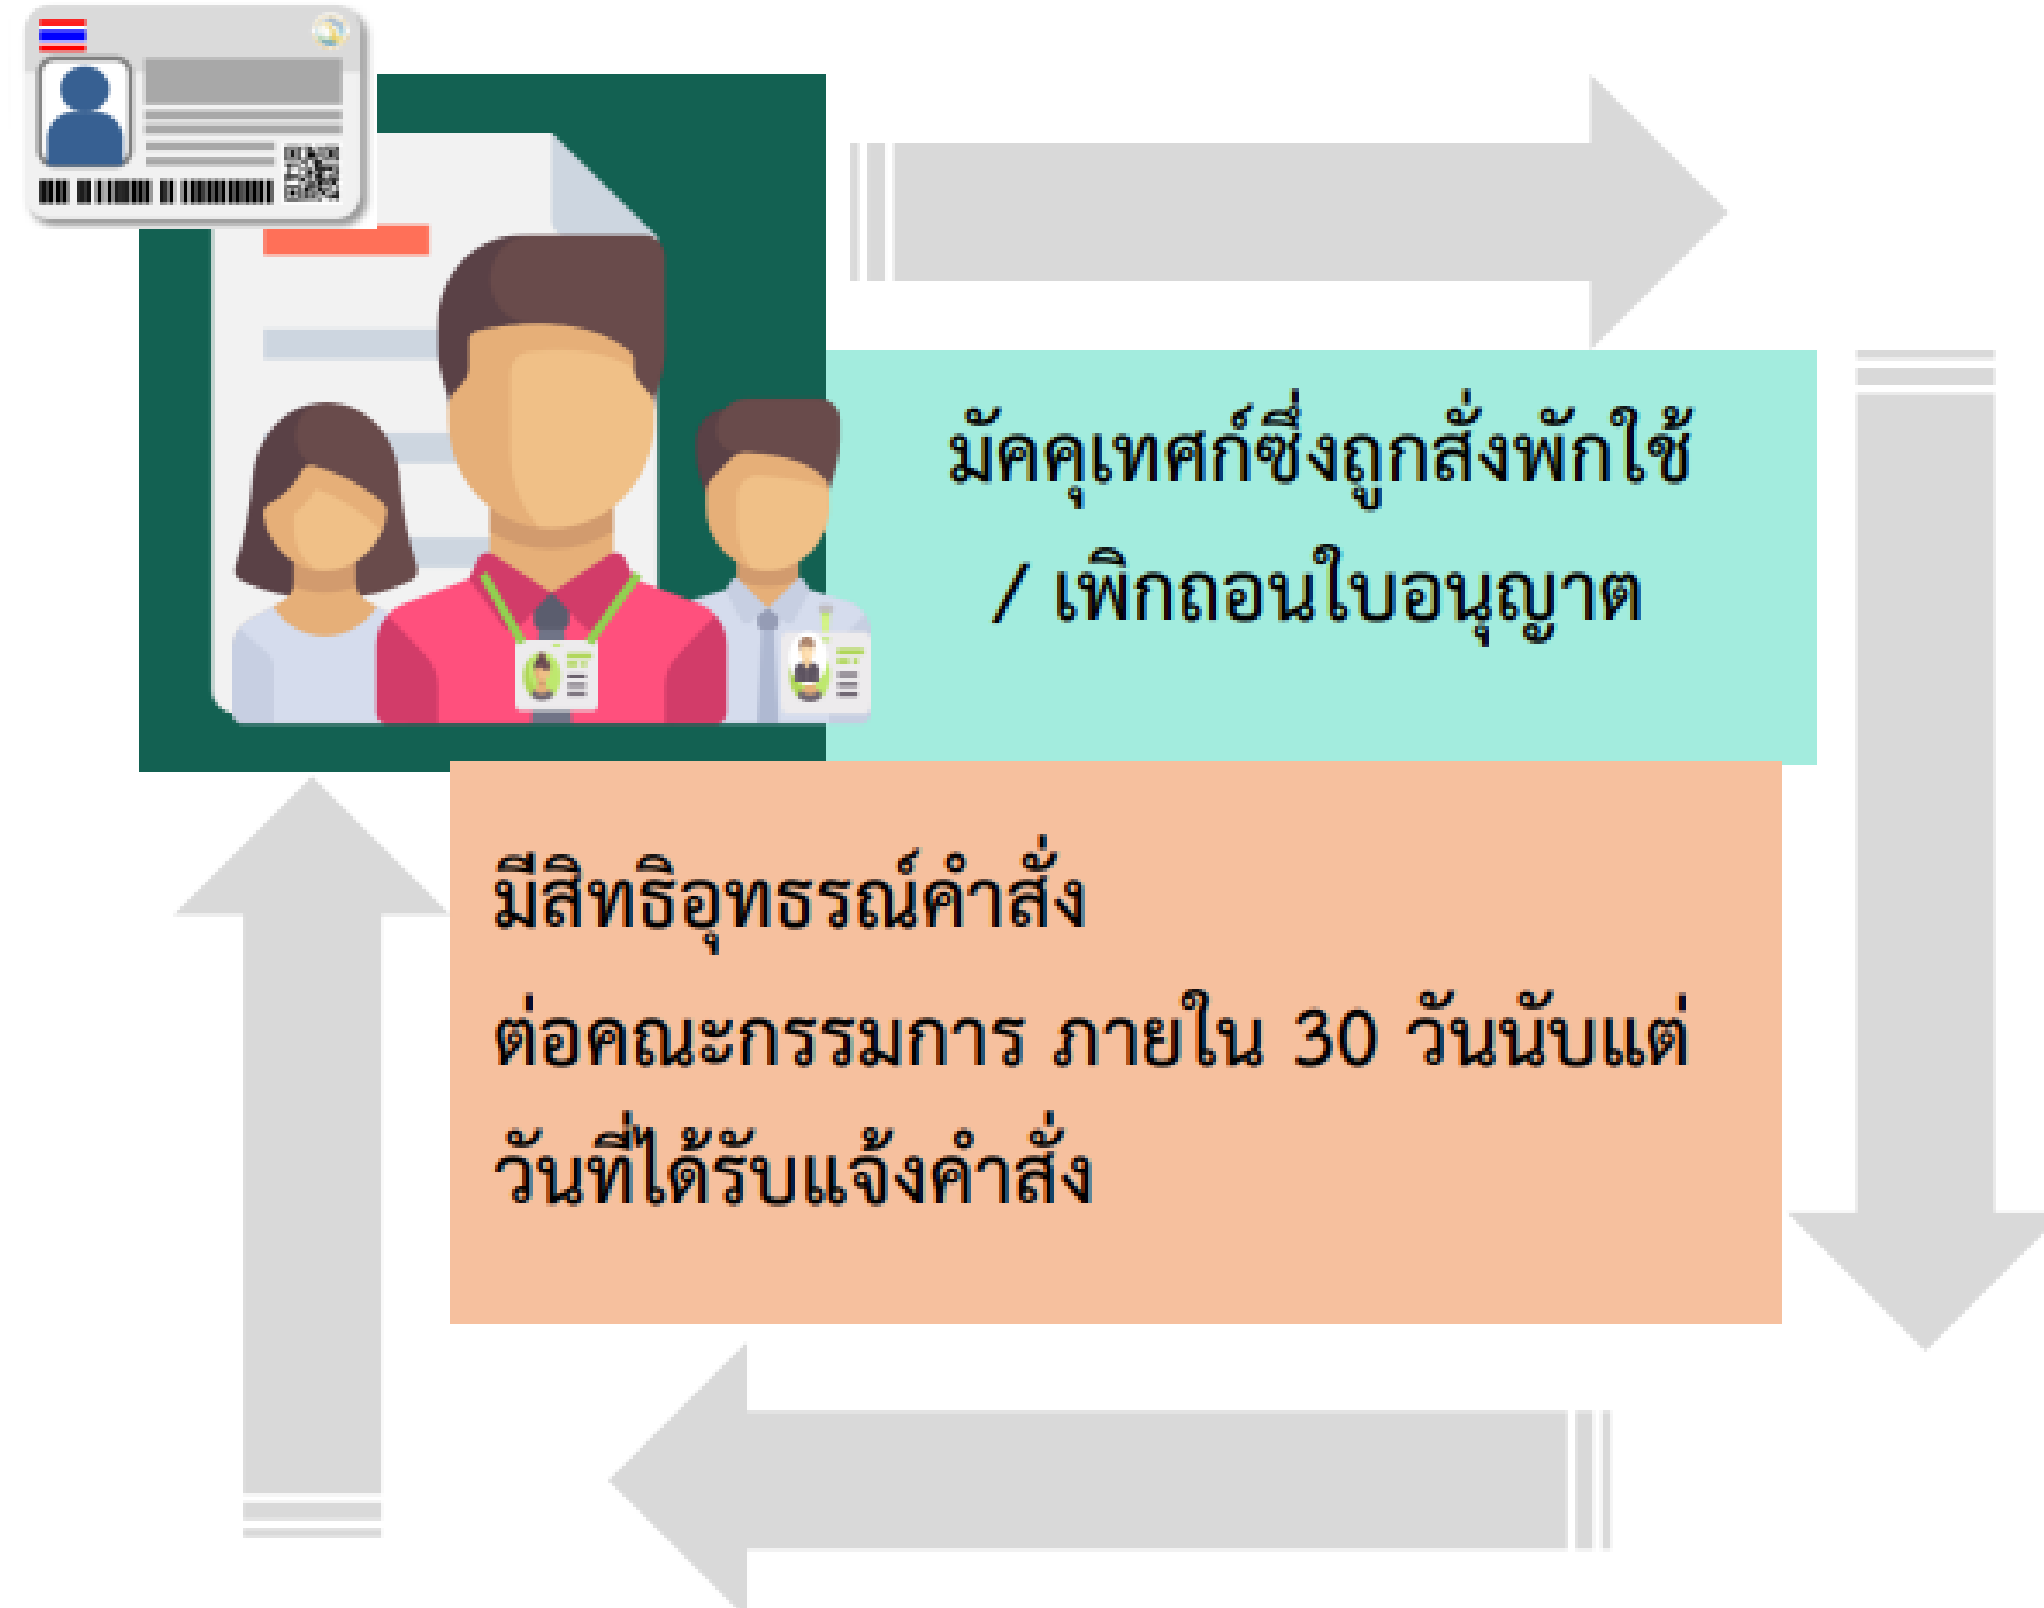 มัคคุเทศก์ซึ่งถูกสั่งพักใช้
/ เพิกถอนใบอนุญาต
มีสิทธิอุทธรณ์คำสั่ง
ต่อคณะกรรมการ ภายใน 30 วันนับแต่
วันที่ได้รับแจ้งคำสั่ง